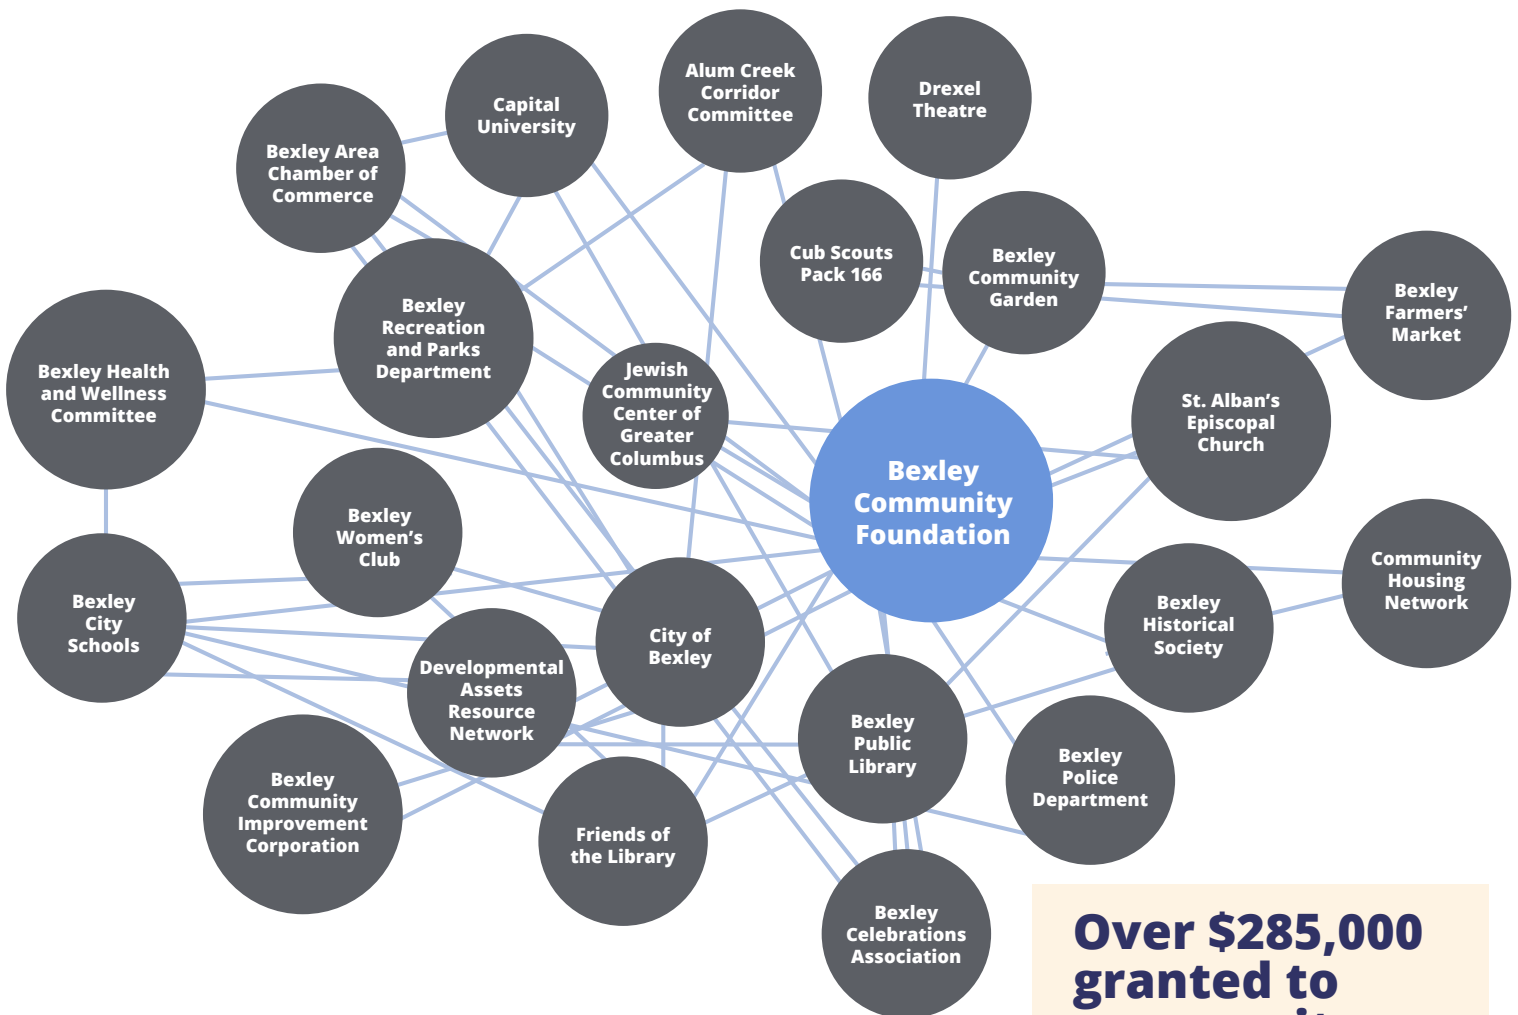 Alum Creek
Corridor
Committee
Drexel
Theatre
Capital
University
Bexley Area
Chamber of
Commerce
Cub Scouts
Pack 166
Bexley
Community
Garden
Bexley
Farmers’
Market
Bexley
Recreation
and Parks
Department
Bexley Health
and Wellness
Committee
Jewish
Community
Center of
Greater
Columbus
St. Alban’s
Episcopal
Church
Bexley
Community
Foundation
Bexley
Women’s
Club
Community
Housing
Network
Bexley
City
Schools
Bexley
Historical
Society
City of
Bexley
Developmental
Assets
Resource
Network
Bexley
Public
Library
Bexley
Police
Department
Bexley
Community
Improvement
Corporation
Friends of
the Library
Bexley
Celebrations
Association
Over $285,000
granted to